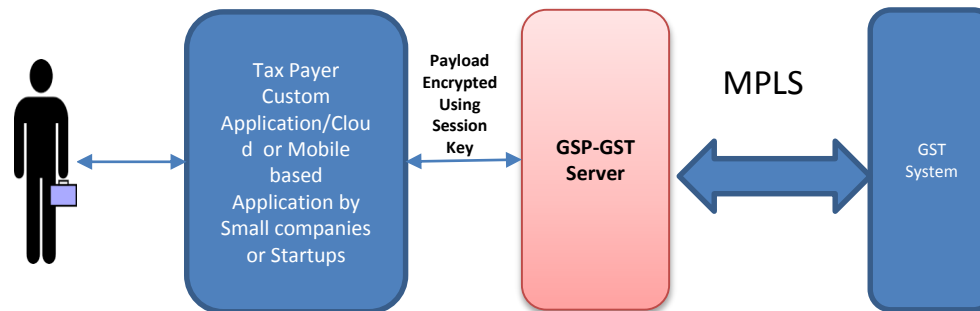 Tax Payer
Custom
Application/Clou
d or Mobile
based
Application by
Small companies
or Startups
Payload
Encrypted
Using
Session
Key
GSP-GST
Server
MPLS
GST
System